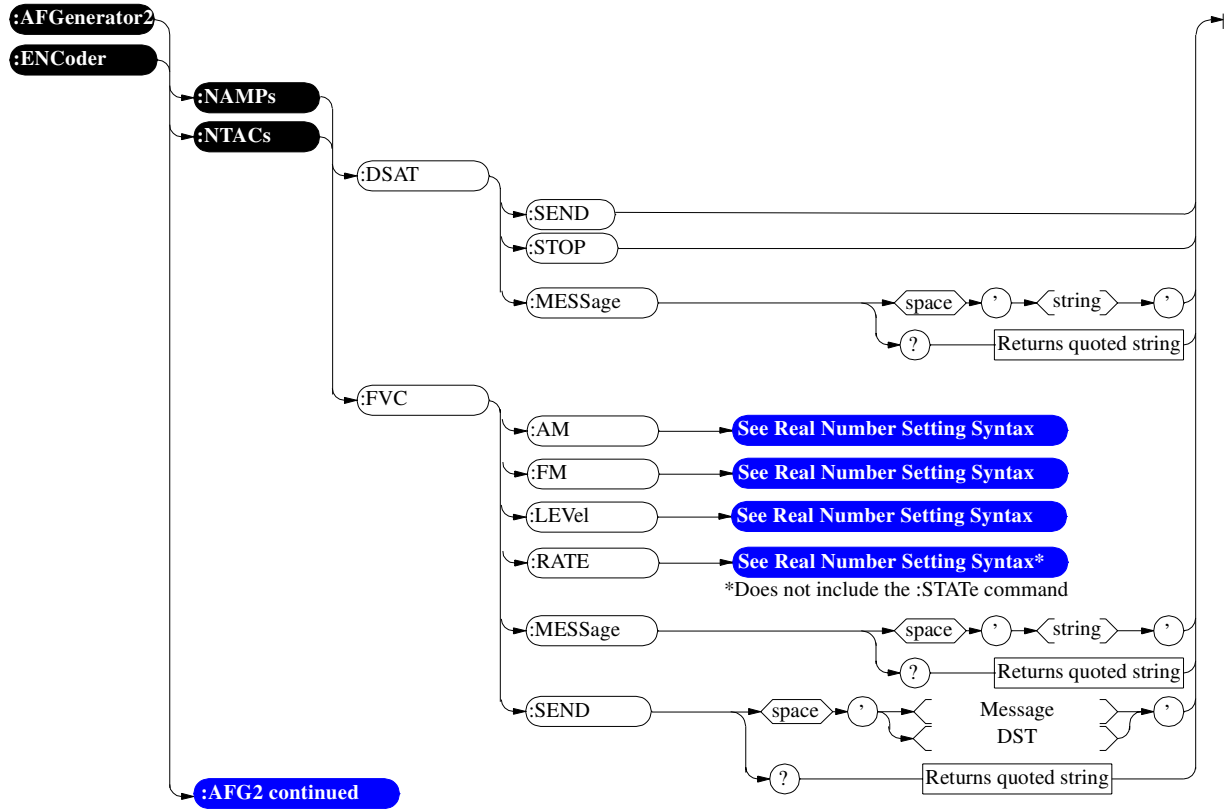 :AFGenerator2
:ENCoder
:NAMPs
:NTACs
:DSAT
:SEND
:STOP
:MESSage
space
’
string
’
?
Returns quoted string
:FVC
:AM
See Real Number Setting Syntax
:FM
See Real Number Setting Syntax
:LEVel
See Real Number Setting Syntax
:RATE
See Real Number Setting Syntax*
*Does not include the :STATe command
:MESSage
space
’
string
’
?
Returns quoted string
:SEND
space
’
Message
’
DST
?
Returns quoted string
:AFG2 continued